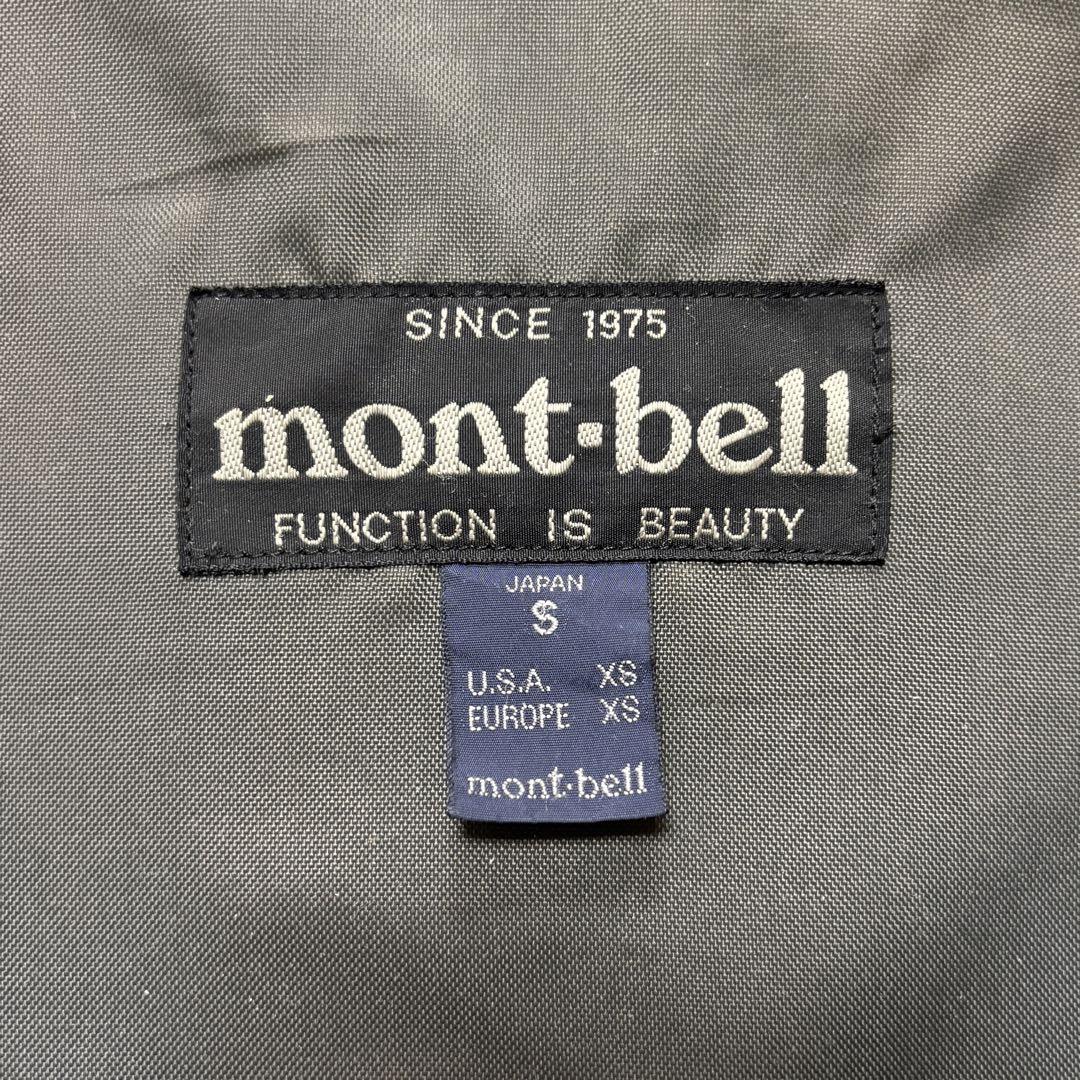 SINCE 1975
mont·bell
FUNCTION IS BEAUTY
JAPAN
S
U.S.A. XS
EUROPE XS
mont·bell